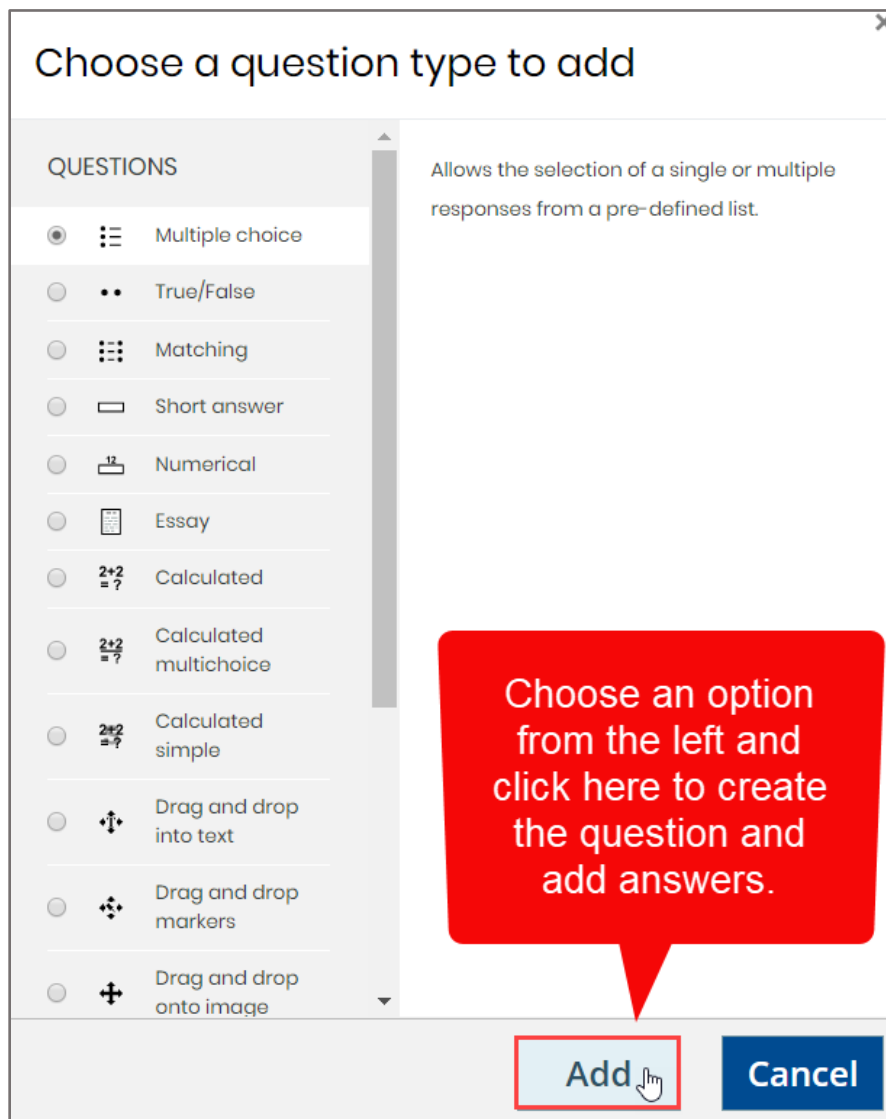 Choose a question type to add
QUESTIONS
Multiple choice
True/False
Matching
Short answer
12
Numerical
Essay
2+2
= ?
Calculated
2+2
= ?
Calculated
multichoice
2+2
= ?
Calculated
simple
Drag and drop
into text
Drag and drop
markers
Drag and drop
onto image
Allows the selection of a single or multiple
responses from a pre-defined list.
Choose an option
from the left and
click here to create
the question and
add answers.
Add
Cancel